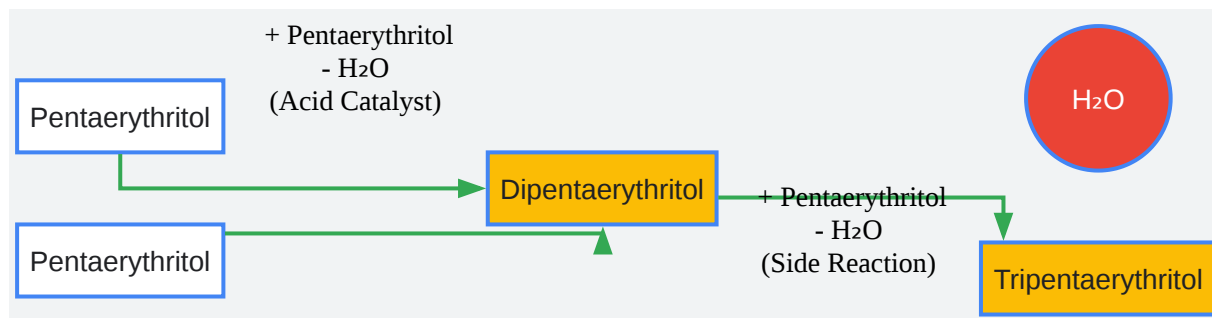 + Pentaerythritol
- H₂O
(Acid Catalyst)
Pentaerythritol
H₂O
Dipentaerythritol
+ Pentaerythritol
- H₂O
(Side Reaction)
Pentaerythritol
Tripentaerythritol